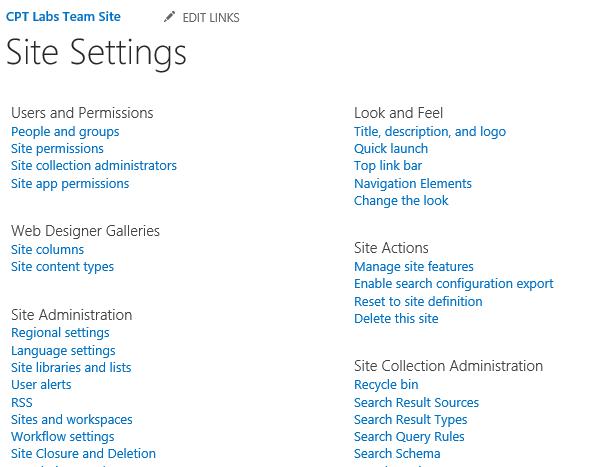 CPT Labs Team Site
EDIT LINKS
Site Settings
Users and Permissions
People and groups
Site permissions
Site collection administrators
Site app permissions
Web Designer Galleries
Site columns
Site content types
Site Administration
Regional settings
Language settings
Site libraries and lists
User alerts
RSS
Sites and workspaces
Workflow settings
Site Closure and Deletion
Look and Feel
Title, description, and logo
Quick launch
Top link bar
Navigation Elements
Change the look
Site Actions
Manage site features
Enable search configuration export
Reset to site definition
Delete this site
Site Collection Administration
Recycle bin
Search Result Sources
Search Result Types
Search Query Rules
Search Schema